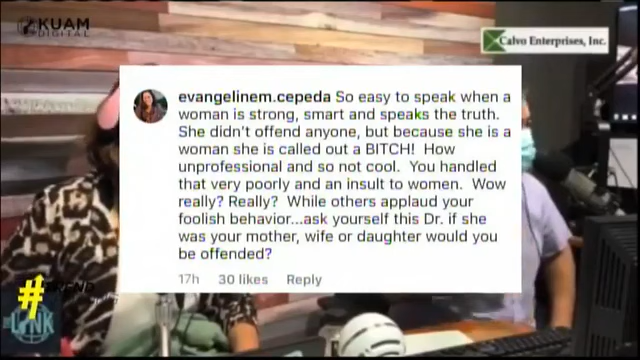 KUAM
DIGITAL
Calvo Enterprises, Inc.
evangelinem.cepeda So easy to speak when a
woman is strong, smart and speaks the truth.
She didn't offend anyone, but because she is a
woman she is called out a BITCH! How
unprofessional and so not cool. You handled
that very poorly and an insult to women. Wow
really? Really? While others applaud your
foolish behavior...ask yourself this Dr. if she
was your mother, wife or daughter would you
be offended?
17h 30 likes Reply
#
LINK